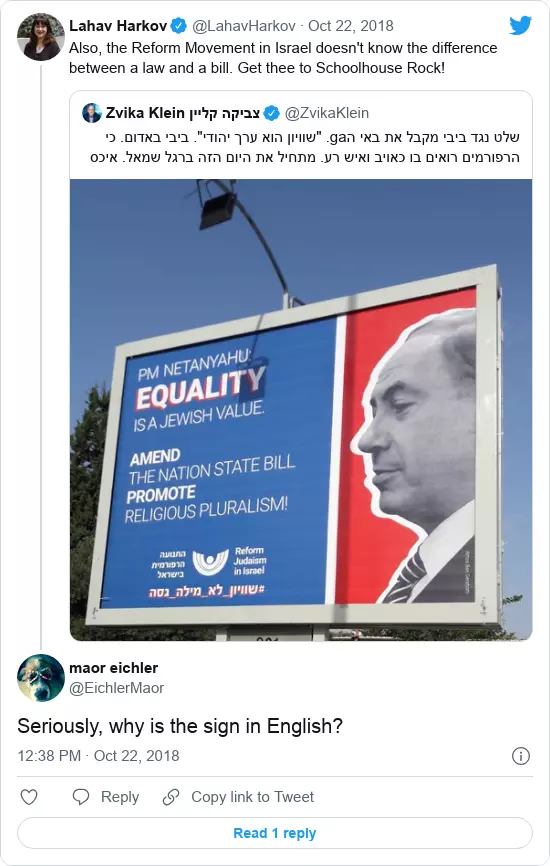 Lahav Harkov @LahavHarkov · Oct 22, 2018
Also, the Reform Movement in Israel doesn't know the difference
between a law and a bill. Get thee to Schoolhouse Rock!
Zvika Klein צביקה קליין @ZvikaKlein
שלט נגד ביבי מקבל את באי הga. "שוויון הוא ערך יהודי". ביבי באדום. כי
הרפורמים רואים בו כאויב ואיש רע. מתחיל את היום הזה ברגל שמאל. איכס
PM NETANYAHU:
EQUALITY
IS A JEWISH VALUE.
AMEND
THE NATION STATE BILL
PROMOTE
RELIGIOUS PLURALISM!
התנועה
הרפורמית
בישראל
Reform
Judaism
in Israel
#שוויון_לא_מילה_גסה
maor eichler
@EichlerMaor
Seriously, why is the sign in English?
12:38 PM · Oct 22, 2018
Reply
Copy link to Tweet
Read 1 reply